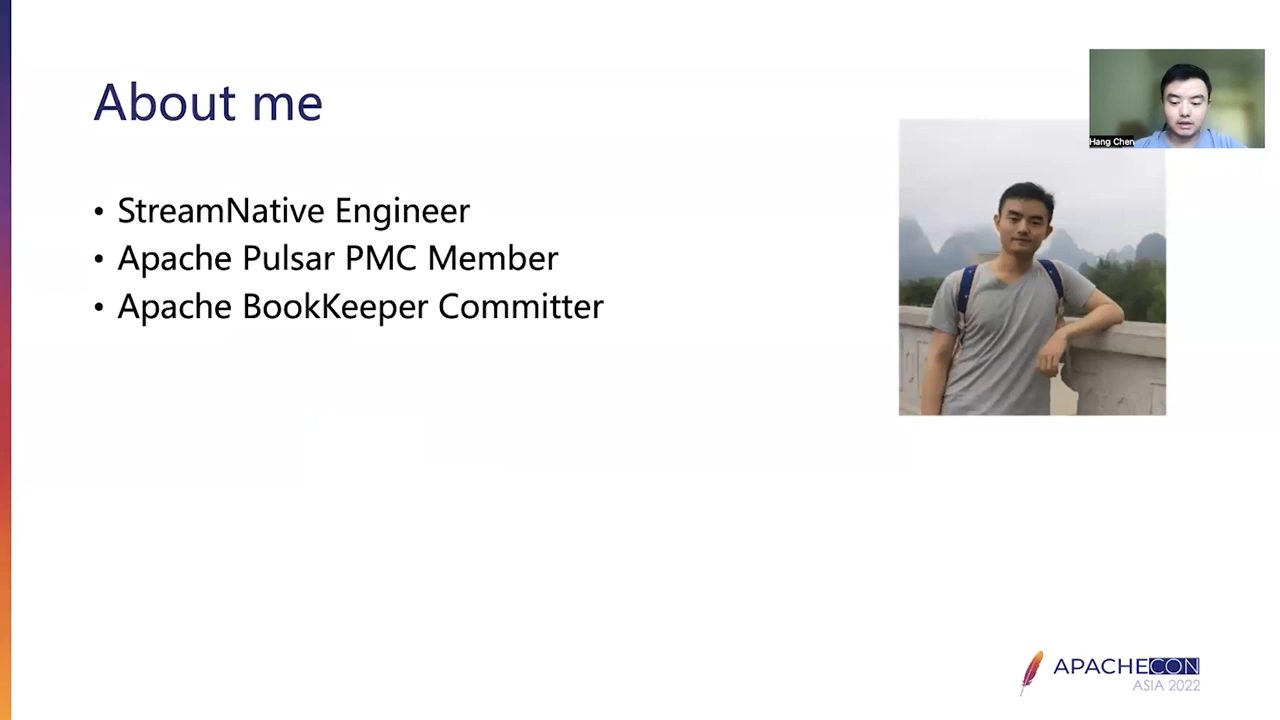 About me
Hang Chen
• StreamNative Engineer
• Apache Pulsar PMC Member
• Apache BookKeeper Committer
APACHECON
ASIA 2022